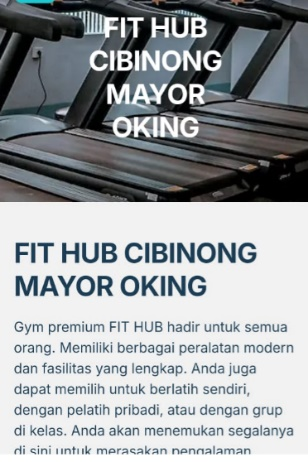 FIT HUB
CIBINONG
MAYOR
OKING
FIT HUB CIBINONG
MAYOR OKING
Gym premium FIT HUB hadir untuk semua
orang. Memiliki berbagai peralatan modern
dan fasilitas yang lengkap. Anda juga
dapat memilih untuk berlatih sendiri,
dengan pelatih pribadi, atau dengan grup
di kelas. Anda akan menemukan segalanya
di sini untuk merasakan pengalaman